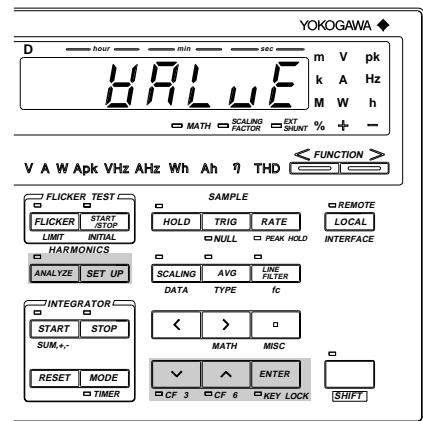 YOKOGAWA
D hour min sec m V pk
VALuE k A Hz
M W h
MATH SCALING FACTOR EXT SHUNT % + −
< FUNCTION >
V A W Apk VHz AHz Wh Ah η THD
FLICKER TEST SAMPLE REMOTE
FLICKER START /STOP HOLD TRIG RATE LOCAL
LIMIT INITIAL NULL PEAK HOLD INTERFACE
HARMONICS
ANALYZE SET UP SCALING AVG LINE FILTER
DATA TYPE fc
INTEGRATOR
START STOP < >
SUM,+,- MATH MISC
RESET MODE ENTER
TIMER CF 3 CF 6 KEY LOCK SHIFT